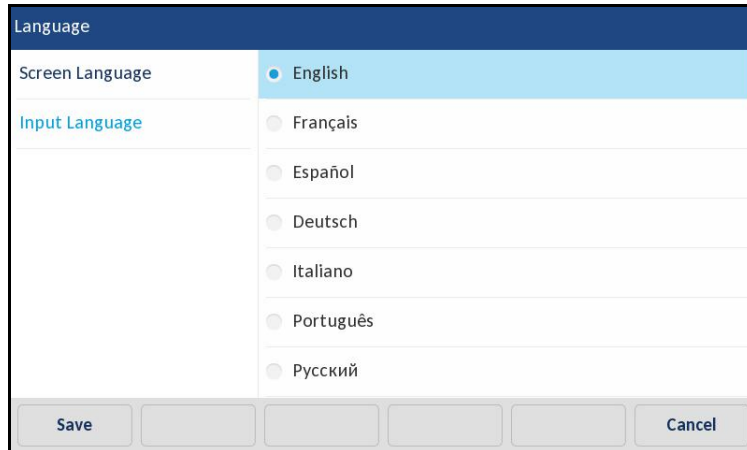 Language
Screen Language
Input Language
English
Français
Español
Deutsch
Italiano
Português
Русский
Save
Cancel